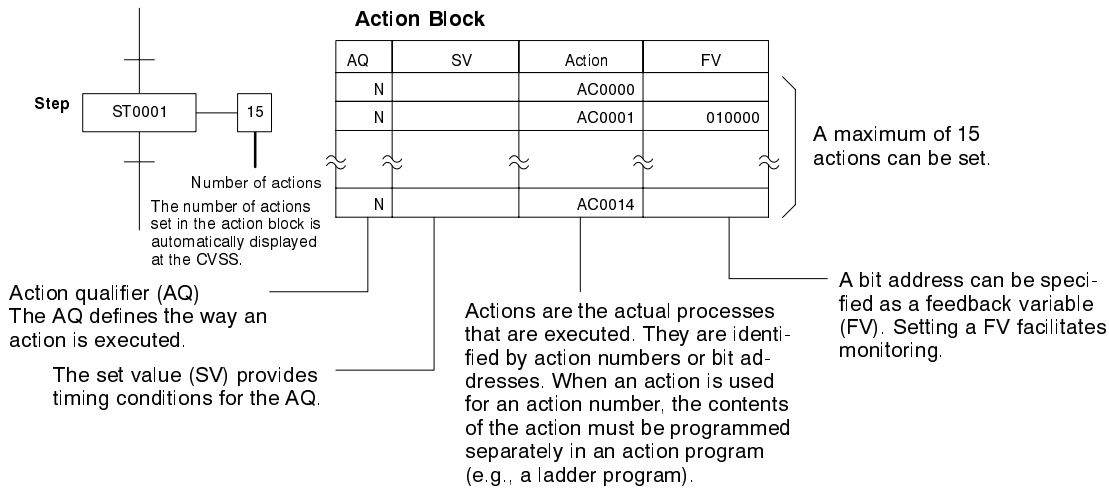 Action Block
AQ SV Action FV
N AC0000
N AC0001 010000
N AC0014
Step
ST0001
15
Number of actions
The number of actions
set in the action block is
automatically displayed
at the CVSS.
A maximum of 15
actions can be set.
Action qualifier (AQ)
The AQ defines the way an
action is executed.
The set value (SV) provides
timing conditions for the AQ.
Actions are the actual processes
that are executed. They are identi-
fied by action numbers or bit ad-
dresses. When an action is used
for an action number, the contents
of the action must be programmed
separately in an action program
(e.g., a ladder program).
A bit address can be speci-
fied as a feedback variable
(FV). Setting a FV facilitates
monitoring.